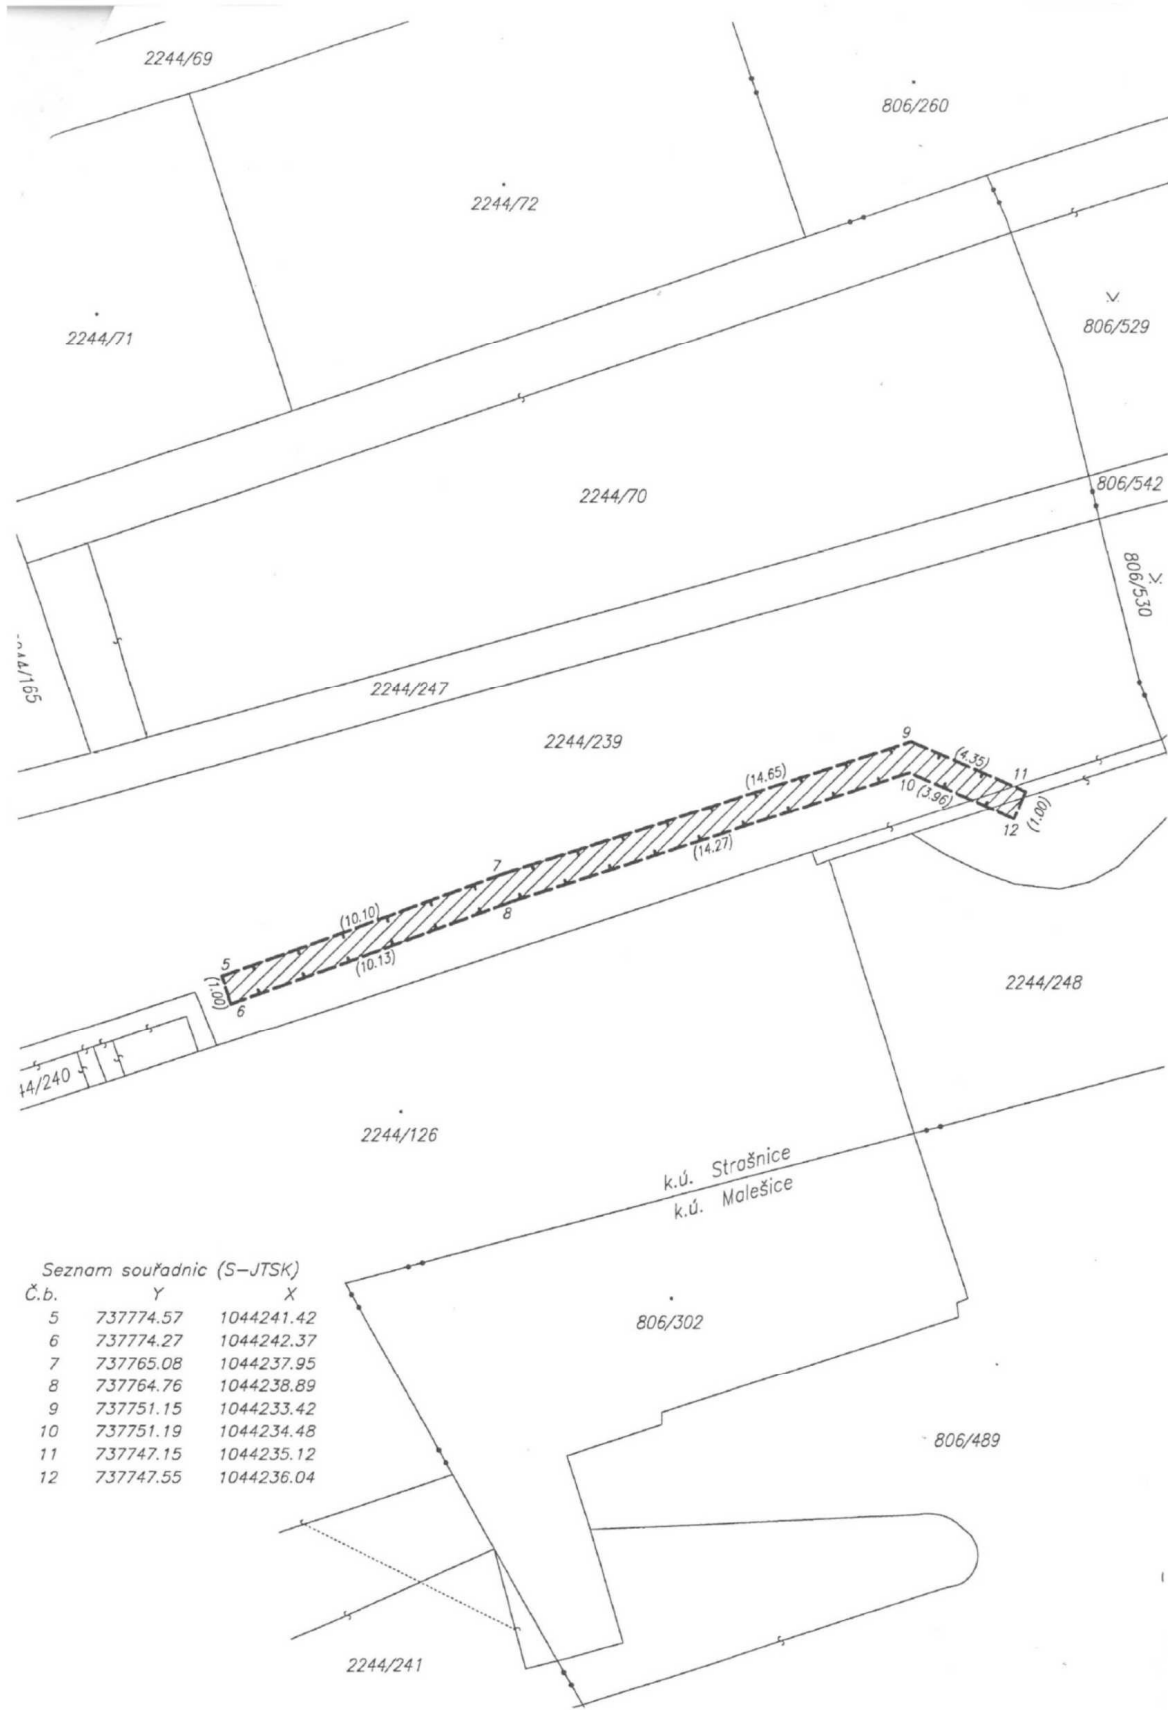 2244/69
806/260
2244/72
2244/71
806/529
2244/70
806/542
806/530
2244/247
2244/239
9
(4.35)
11
(14.65)
10
(3.96)
12
(1.00)
(14.27)
7
8
(10.10)
(10.13)
5
(1.00)
6
2244/248
2244/126
k.ú. Strašnice
k.ú. Malešice
Seznam souřadnic (S-JTSK)
Č.b. Y X
5 737774.57 1044241.42
6 737774.27 1044242.37
7 737765.08 1044237.95
8 737764.76 1044238.89
9 737751.15 1044233.42
10 737751.19 1044234.48
11 737747.15 1044235.12
12 737747.55 1044236.04
806/302
806/489
2244/241